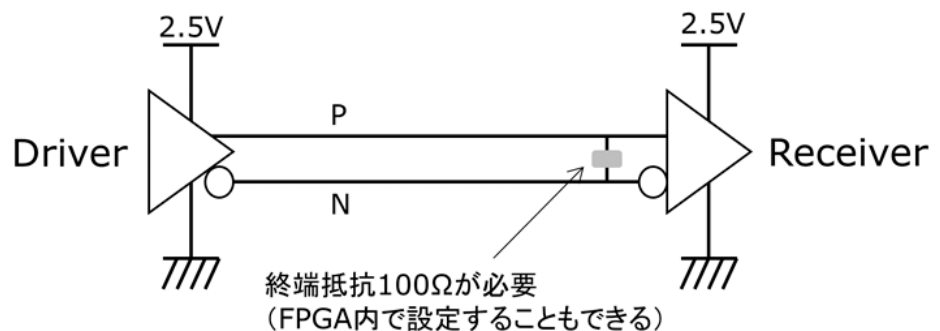 2.5V
2.5V
P
Driver
Receiver
N
終端抵抗100Ωが必要
（FPGA内で設定することもできる）